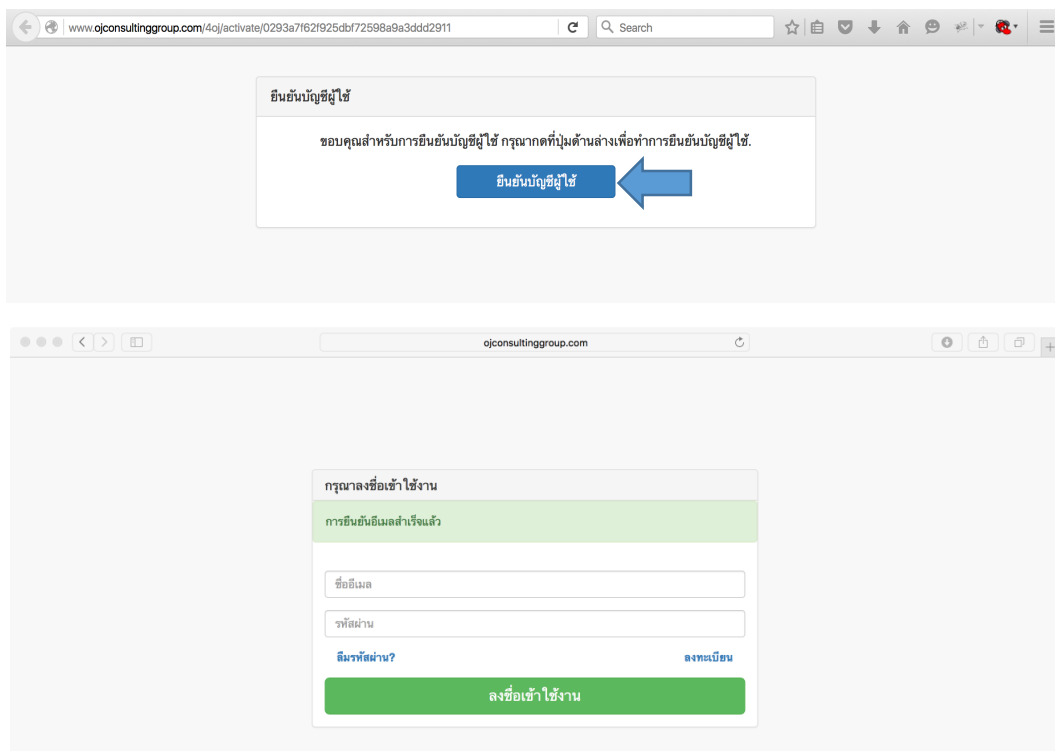 www.ojconsultinggroup.com/4oj/activate/0293a7f62f925dbf72598a9a3ddd2911
Search
ยืนยันบัญชีผู้ใช้
ขอบคุณสำหรับการยืนยันบัญชีผู้ใช้ กรุณากดที่ปุ่มด้านล่างเพื่อทำการยืนยันบัญชีผู้ใช้.
ยืนยันบัญชีผู้ใช้
ojconsultinggroup.com
กรุณาลงชื่อเข้าใช้งาน
การยืนยันอีเมลสำเร็จแล้ว
ชื่ออีเมล
รหัสผ่าน
ลืมรหัสผ่าน?
ลงทะเบียน
ลงชื่อเข้าใช้งาน